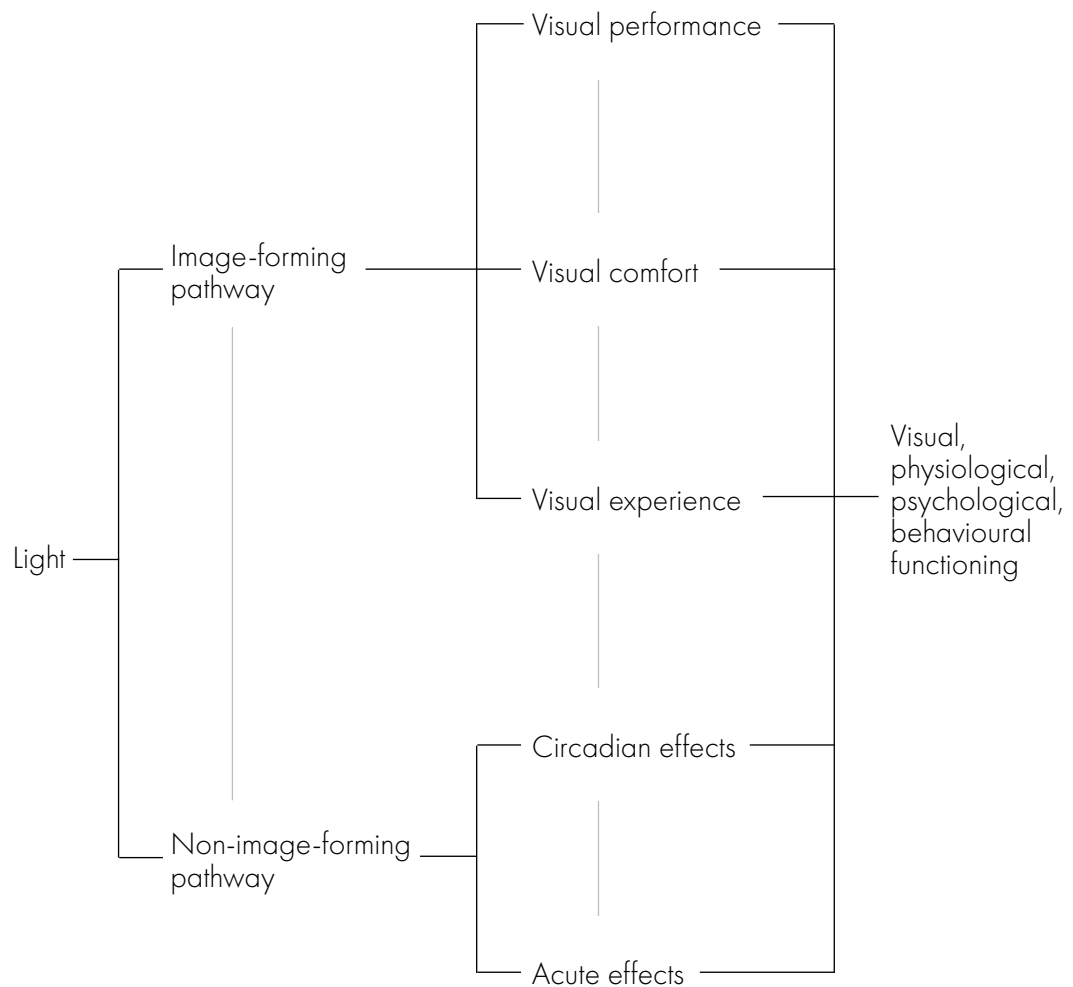 Visual performance
Image-forming
pathway
Visual comfort
Visual,
physiological,
psychological,
behavioural
functioning
Visual experience
Light
Circadian effects
Non-image-forming
pathway
Acute effects